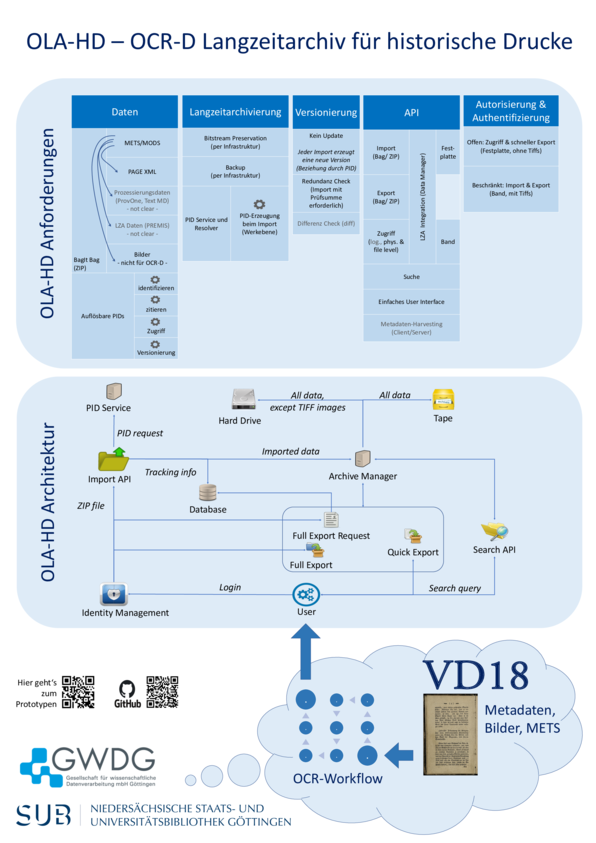 OLA-HD – OCR-D Langzeitarchiv für historische Drucke
OLA-HD Anforderungen
Daten
METS/MODS
PAGE XML
Prozessierungsdaten
(ProvOne, Text MD)
- not clear -
LZA Daten (PREMIS)
- not clear -
BagIt Bag
(ZIP)
Bilder
- nicht für OCR-D -
Auflösbare PIDs
identifizieren
zitieren
Zugriff
Versionierung
Langzeitarchivierung
Bitstream Preservation
(per Infrastruktur)
Backup
(per Infrastruktur)
PID Service und
Resolver
PID-Erzeugung
beim Import
(Werkebene)
Versionierung
Kein Update
Jeder Import erzeugt
eine neue Version
(Beziehung durch PID)
Redundanz Check
(Import mit
Prüfsumme
erforderlich)
Differenz Check (diff)
API
Import
(Bag/ ZIP)
Export
(Bag/ ZIP)
Zugriff
(log., phys. &
file level)
LZA Integration (Data Manager)
Fest-
platte
Band
Suche
Einfaches User Interface
Metadaten-Harvesting
(Client/Server)
Autorisierung &
Authentifizierung
Offen: Zugriff & schneller Export
(Festplatte, ohne Tiffs)
Beschränkt: Import & Export
(Band, mit Tiffs)
OLA-HD Architektur
PID Service
PID request
Import API
ZIP file
Tracking info
Database
Imported data
Hard Drive
All data,
except TIFF images
All data
Tape
Archive Manager
Full Export Request
Full Export
Quick Export
Search API
Identity Management
Login
User
Search query
Hier geht's
zum
Prototypen
GitHub
VD18
Metadaten,
Bilder, METS
OCR-Workflow
GWDG
Gesellschaft für wissenschaftliche
Datenverarbeitung mbH Göttingen
SUB
NIEDERSÄCHSISCHE STAATS- UND
UNIVERSITÄTSBIBLIOTHEK GÖTTINGEN